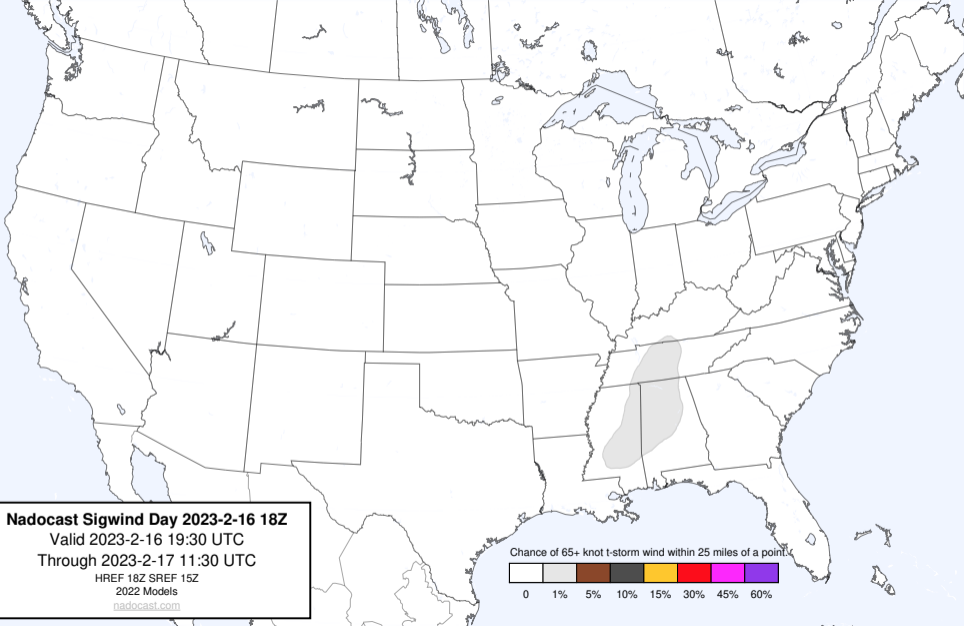 Nadocast Sigwind Day 2023-2-16 18Z
Valid 2023-2-16 19:30 UTC
Through 2023-2-17 11:30 UTC
HREF 18Z SREF 15Z
2022 Models
nadocast.com
Chance of 65+ knot t-storm wind within 25 miles of a point.
0 1% 5% 10% 15% 30% 45% 60%